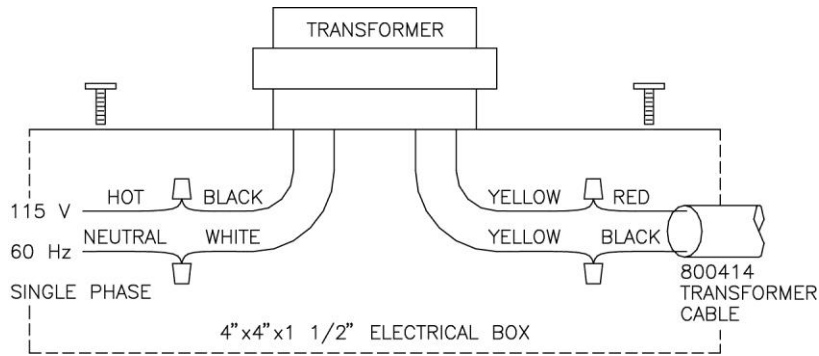 TRANSFORMER
HOT BLACK YELLOW RED
115 V
NEUTRAL WHITE YELLOW BLACK
60 Hz
SINGLE PHASE
800414
TRANSFORMER
CABLE
4"x4"x1 1/2" ELECTRICAL BOX